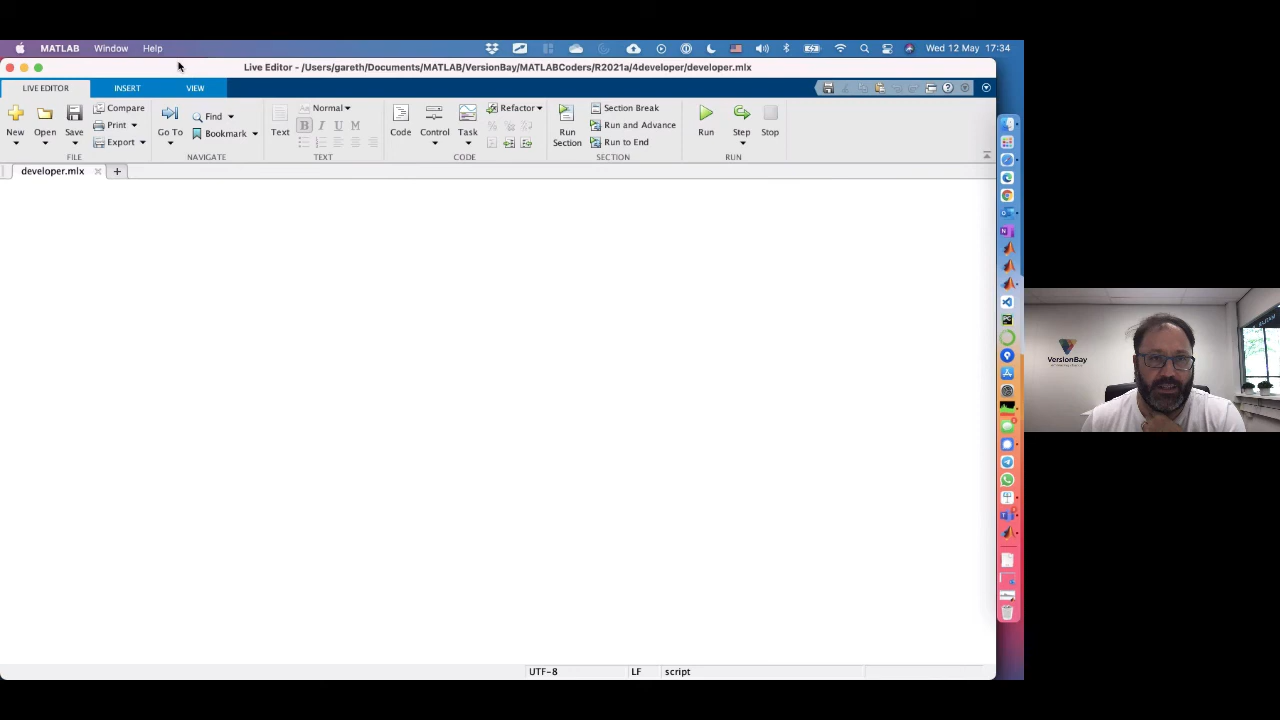 MATLAB Window Help
Wed 12 May 17:34
Live Editor - /Users/gareth/Documents/MATLAB/VersionBay/MATLABCoders/R2021a/4developer/developer.mlx
LIVE EDITOR INSERT VIEW
New Open Save
Compare
Print
Export
FILE
Go To
Find
Bookmark
NAVIGATE
Text
Normal
B I U M
TEXT
Code Control Task
Refactor
CODE
Run Section
Section Break
Run and Advance
Run to End
SECTION
Run Step Stop
RUN
developer.mlx
VersionBay
UTF-8 LF script